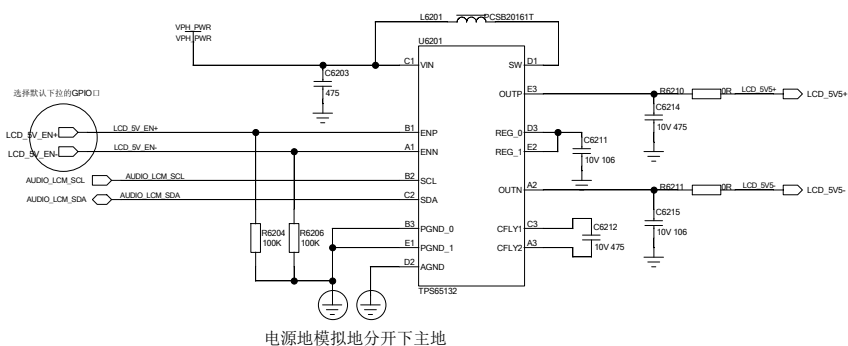 L6201
PCSB20161T
VPH_PWR
VPH_PWR
U6201
C1
VIN
SW
D1
C6203
475
OUTP
E3
R6210
0R
LCD_5V5+
LCD_5V5+
选择默认下拉的GPIO口
C6214
10V 475
LCD_5V_EN+
LCD_5V_EN+
B1
ENP
REG_0
D3
C6211
10V 106
LCD_5V_EN-
LCD_5V_EN-
A1
ENN
REG_1
E2
AUDIO_LCM_SCL
AUDIO_LCM_SCL
B2
SCL
OUTN
A2
R6211
0R
LCD_5V5-
LCD_5V5-
AUDIO_LCM_SDA
AUDIO_LCM_SDA
C2
SDA
C6215
10V 106
R6204
100K
R6206
100K
B3
PGND_0
CFLY1
C3
C6212
10V 475
E1
PGND_1
CFLY2
A3
D2
AGND
TPS65132
电源地模拟地分开下主地